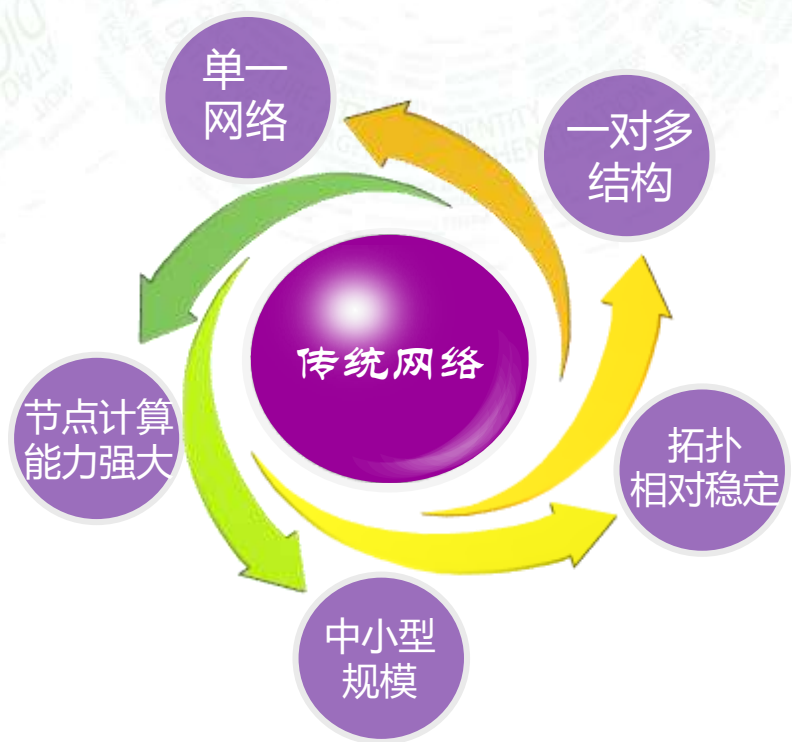 单一
网络
一对多
结构
传统网络
节点计算
能力强大
拓扑
相对稳定
中小型
规模